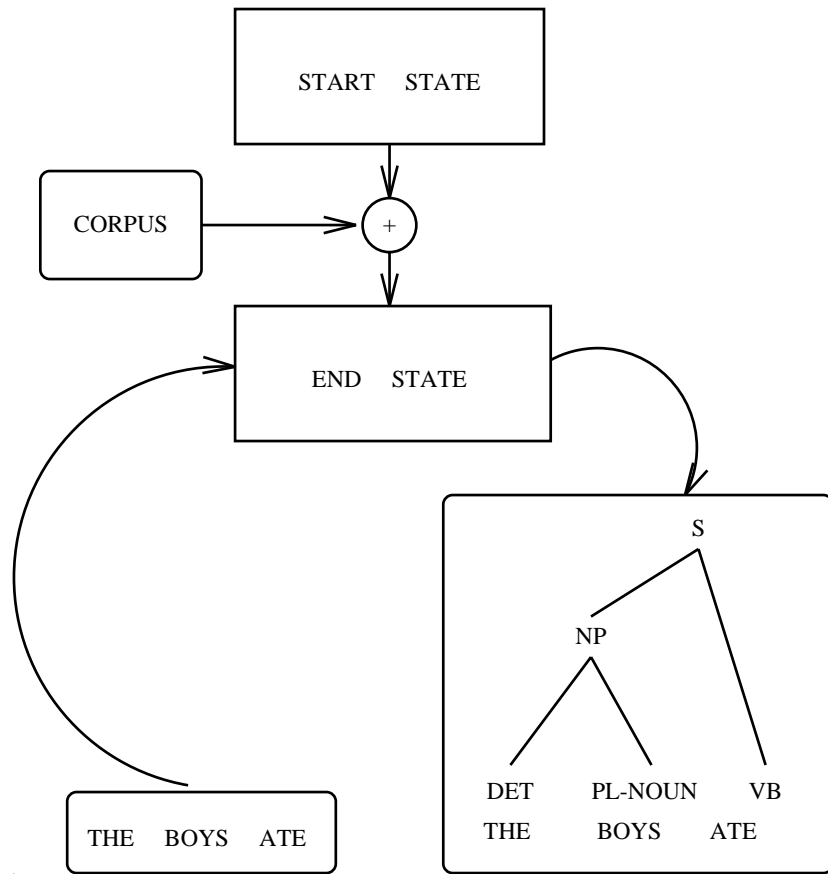 START STATE
CORPUS
+
END STATE
S
NP
DET PL-NOUN VB
THE BOYS ATE
THE BOYS ATE